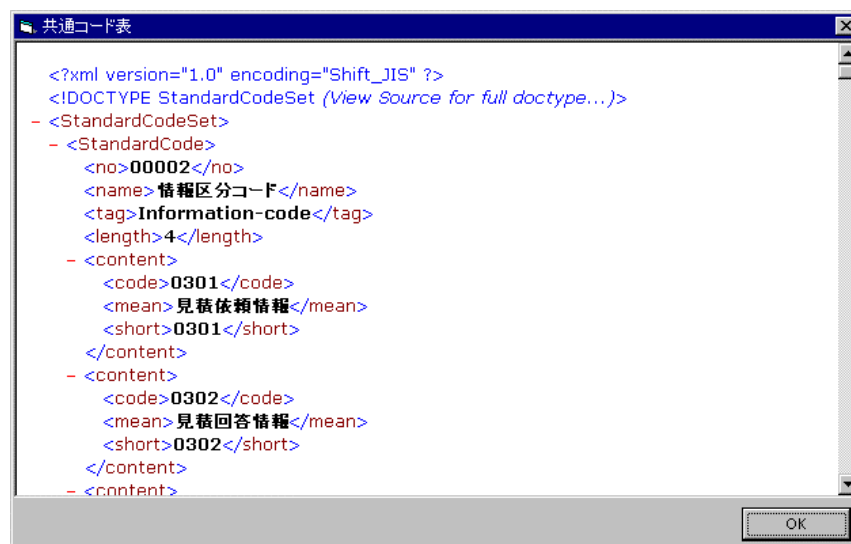 共通コード表
<?xml version="1.0" encoding="Shift_JIS" ?>
<!DOCTYPE StandardCodeSet (View Source for full doctype...)>
- <StandardCodeSet>
- <StandardCode>
<no>00002</no>
<name>情報区分コード</name>
<tag>Information-code</tag>
<length>4</length>
- <content>
<code>0301</code>
<mean>見積依頼情報</mean>
<short>0301</short>
</content>
- <content>
<code>0302</code>
<mean>見積回答情報</mean>
<short>0302</short>
</content>
- <content>
OK